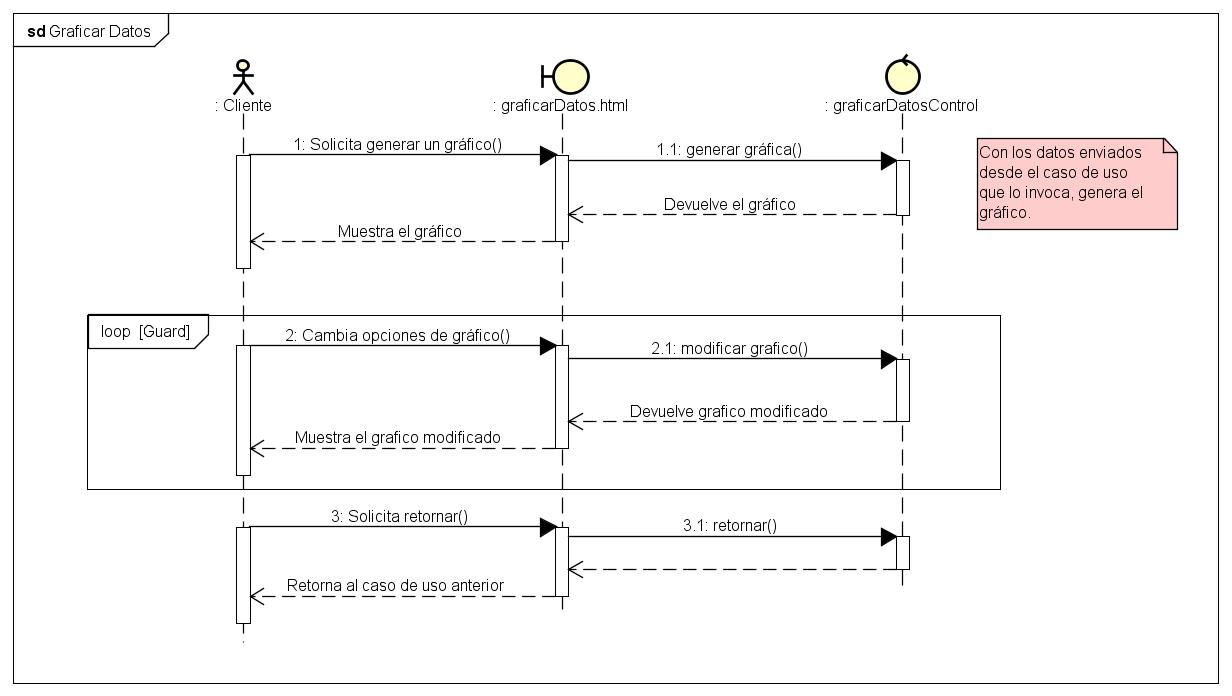 sd Graficar Datos
: Cliente
: graficarDatos.html
: graficarDatosControl
1: Solicita generar un gráfico()
1.1: generar gráfica()
Con los datos enviados
desde el caso de uso
que lo invoca, genera el
gráfico.
Devuelve el gráfico
Muestra el gráfico
loop [Guard]
2: Cambia opciones de gráfico()
2.1: modificar grafico()
Devuelve grafico modificado
Muestra el grafico modificado
3: Solicita retornar()
3.1: retornar()
Retorna al caso de uso anterior